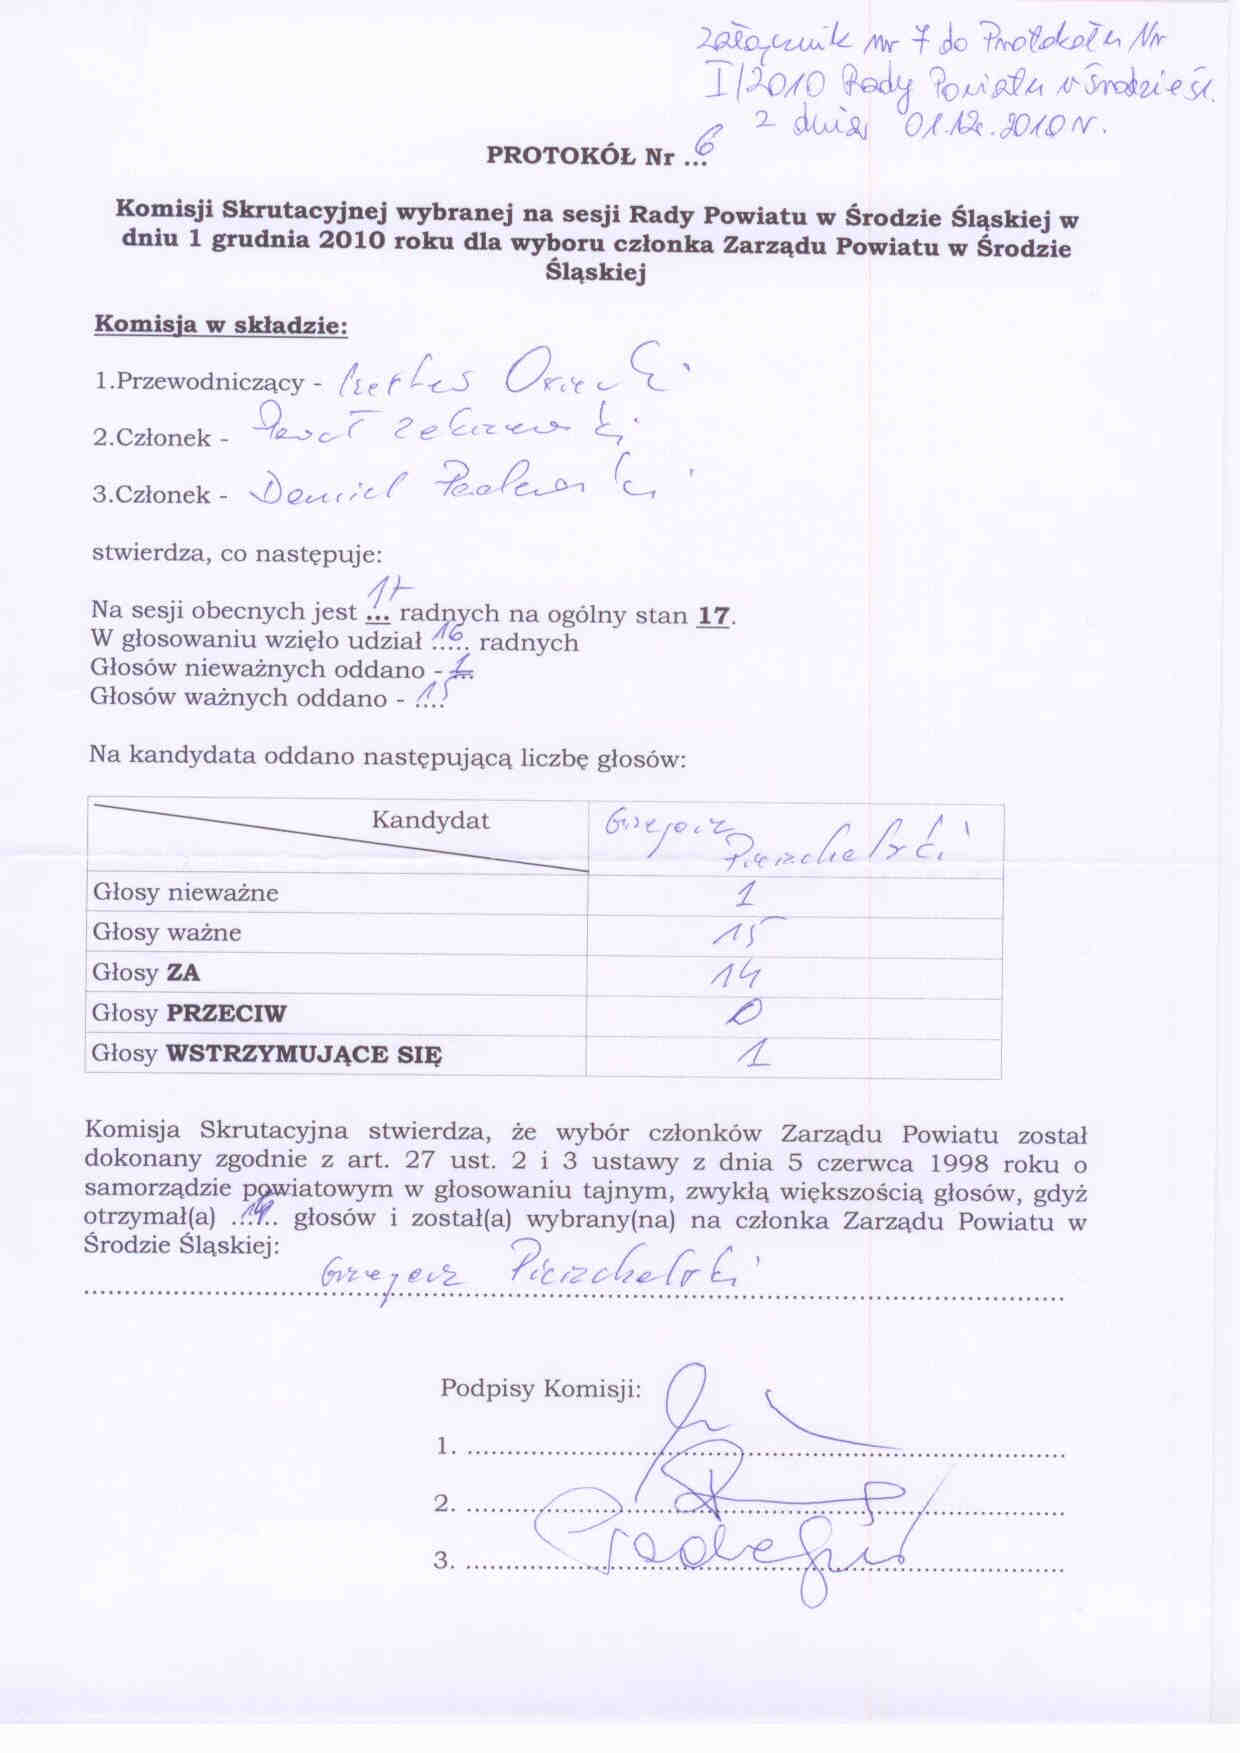 załącznik nr 7 do Protokołu Nr
I/2010 Rady Powiatu w Środzie Śl.
z dnia 01.12.2010 r.
PROTOKÓŁ Nr ...6
Komisji Skrutacyjnej wybranej na sesji Rady Powiatu w Środzie Śląskiej w
dniu 1 grudnia 2010 roku dla wyboru członka Zarządu Powiatu w Środzie
Śląskiej
Komisja w składzie:
1.Przewodniczący -
2.Członek - Paweł
3.Członek - Daniel
stwierdza, co następuje:
Na sesji obecnych jest 17 radnych na ogólny stan 17.
W głosowaniu wzięło udział 16 radnych
Głosów nieważnych oddano - 1
Głosów ważnych oddano - 15
Na kandydata oddano następującą liczbę głosów:
Kandydat Grzegorz
Głosy nieważne 1
Głosy ważne 15
Głosy ZA 14
Głosy PRZECIW 0
Głosy WSTRZYMUJĄCE SIĘ 1
Komisja Skrutacyjna stwierdza, że wybór członków Zarządu Powiatu został
dokonany zgodnie z art. 27 ust. 2 i 3 ustawy z dnia 5 czerwca 1998 roku o
samorządzie powiatowym w głosowaniu tajnym, zwykłą większością głosów, gdyż
otrzymał(a) 14 głosów i został(a) wybrany(na) na członka Zarządu Powiatu w
Środzie Śląskiej:
Grzegorz
Podpisy Komisji:
1.
2.
3.